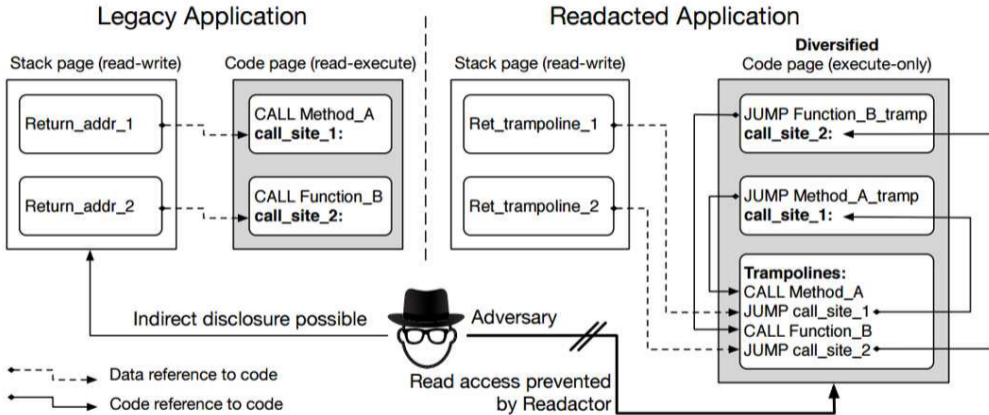 Legacy Application
Stack page (read-write)
Code page (read-execute)
Return_addr_1
CALL Method_A
call_site_1:
Return_addr_2
CALL Function_B
call_site_2:
Readacted Application
Stack page (read-write)
Diversified
Code page (execute-only)
Ret_trampoline_1
JUMP Function_B_tramp
call_site_2:
Ret_trampoline_2
JUMP Method_A_tramp
call_site_1:
Trampolines:
CALL Method_A
JUMP call_site_1
CALL Function_B
JUMP call_site_2
Indirect disclosure possible
Adversary
Read access prevented
by Readactor
Data reference to code
Code reference to code